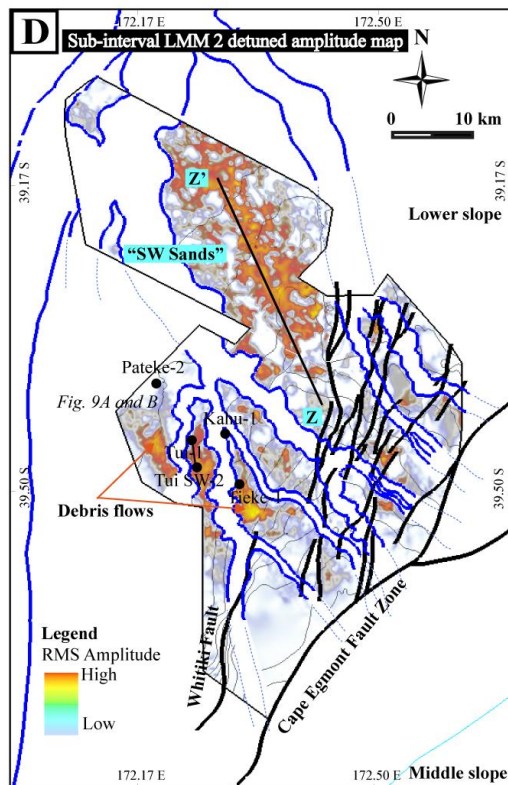 D
Sub-interval LMM 2 detuned amplitude map
172.17
172.50
N
10 km
0
39.17 S
39.17 S
Z'
Lower slope
"SW Sands"
Pateke-2
Fig. 9A and B
Kahu-1
Z
Tui-1
Tui SW-2
Tieke-1
39.50 S
39.50 S
Debris flows
Whitiki Fault
Cape Egmont Fault Zone
Legend
RMS Amplitude
High
Low
172.17 E
172.50 E
Middle slope